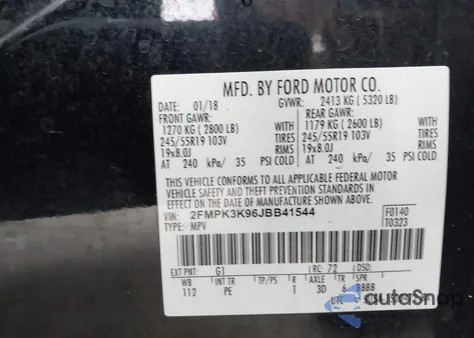 MFD. BY FORD MOTOR CO.
DATE: 01/18 GVWR: 2413 KG ( 5320 LB)
FRONT GAWR: REAR GAWR:
1270 KG ( 2800 LB) WITH 1179 KG ( 2600 LB) WITH
245/55R19 103V TIRES 245/55R19 103V TIRES
19x8.0J RIMS 19x8.0J RIMS
AT 240 kPa/ 35 PSI COLD AT 240 kPa/ 35 PSI COLD
THIS VEHICLE CONFORMS TO ALL APPLICABLE FEDERAL MOTOR
VEHICLE SAFETY AND THEFT PREVENTION STANDARDS IN
EFFECT ON THE DATE OF MANUFACTURE SHOWN ABOVE.
VIN: 2FMPK3K96JBB41544 F0140
TYPE: MPV T0323
EXT PNT: G1 RC: 72 DSO:
WB INT TR TP/PS R AXLE TR SPR
112 PE I 3D 6 BBBB
UTC
autoSnap